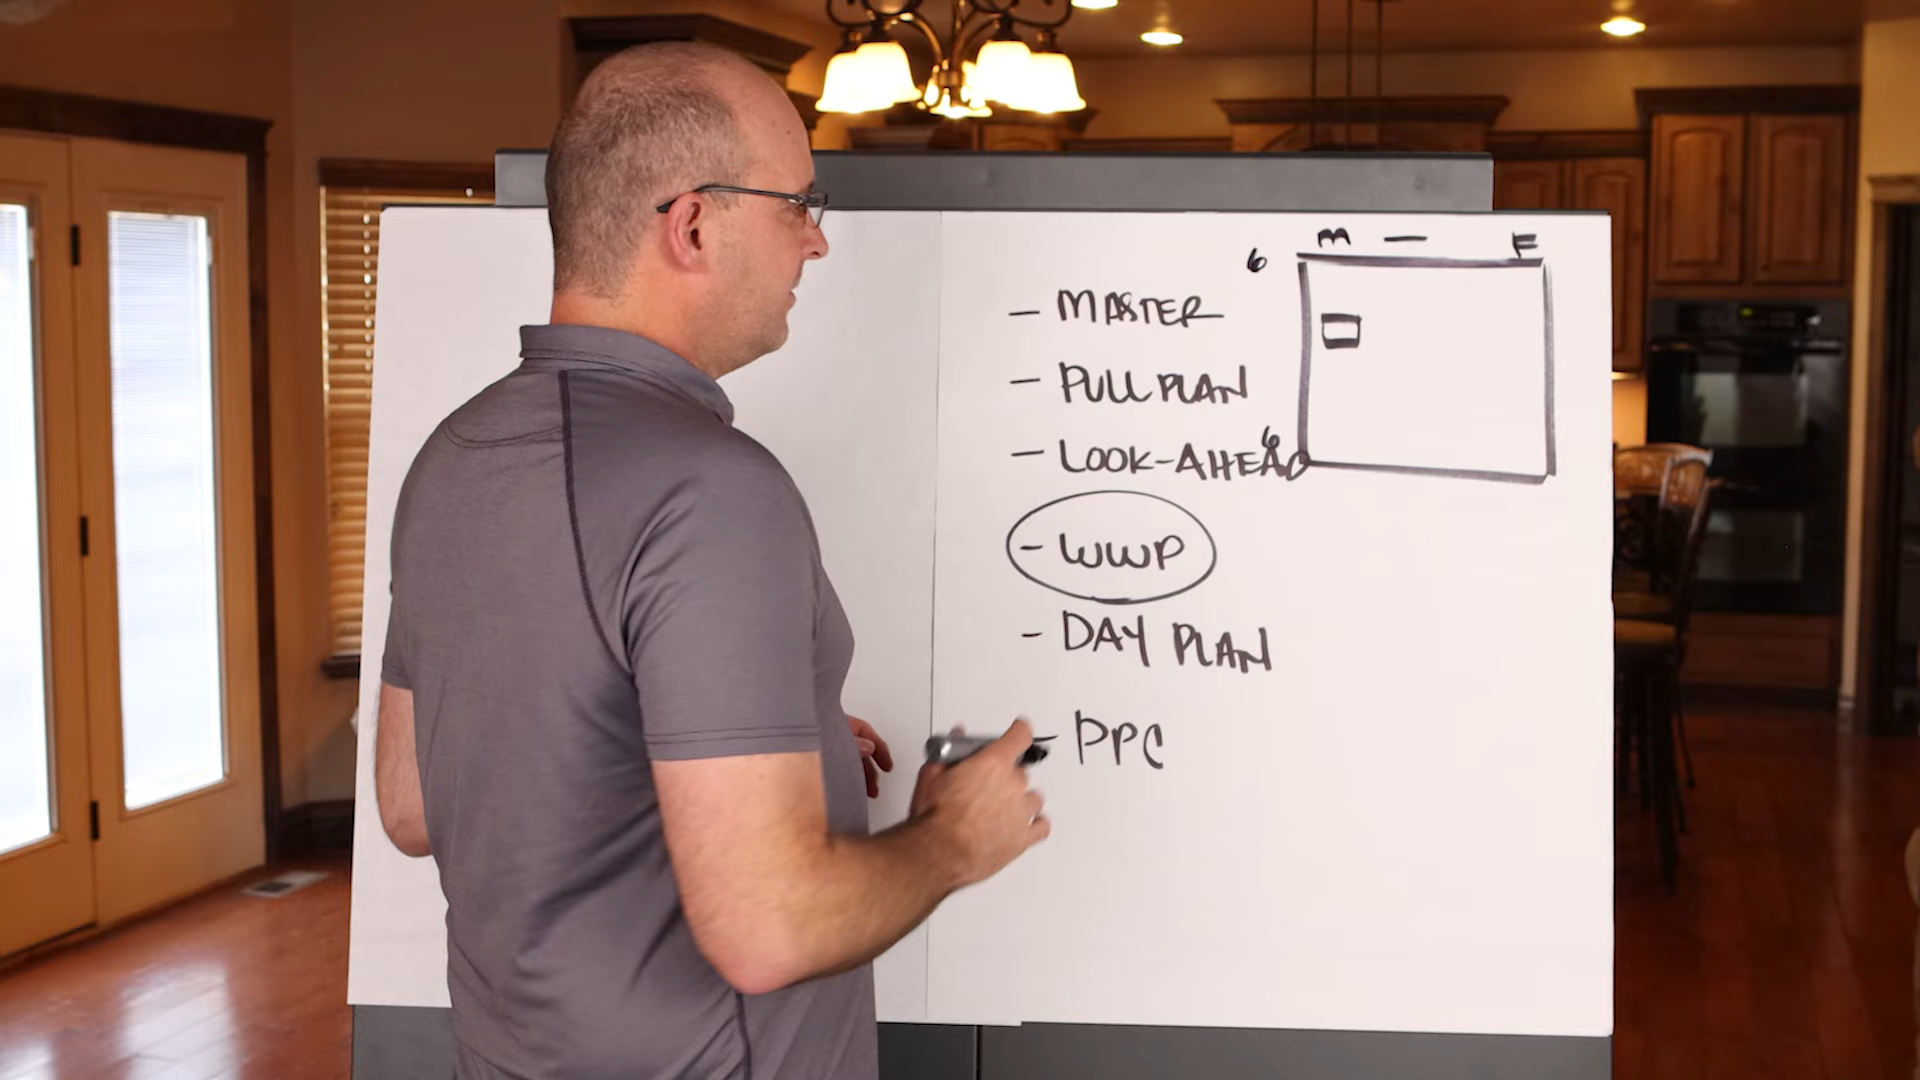 M — F
6
- MASTER
- PULL PLAN
- LOOK-AHEAD
6
- WWP
- DAY PLAN
- PPC